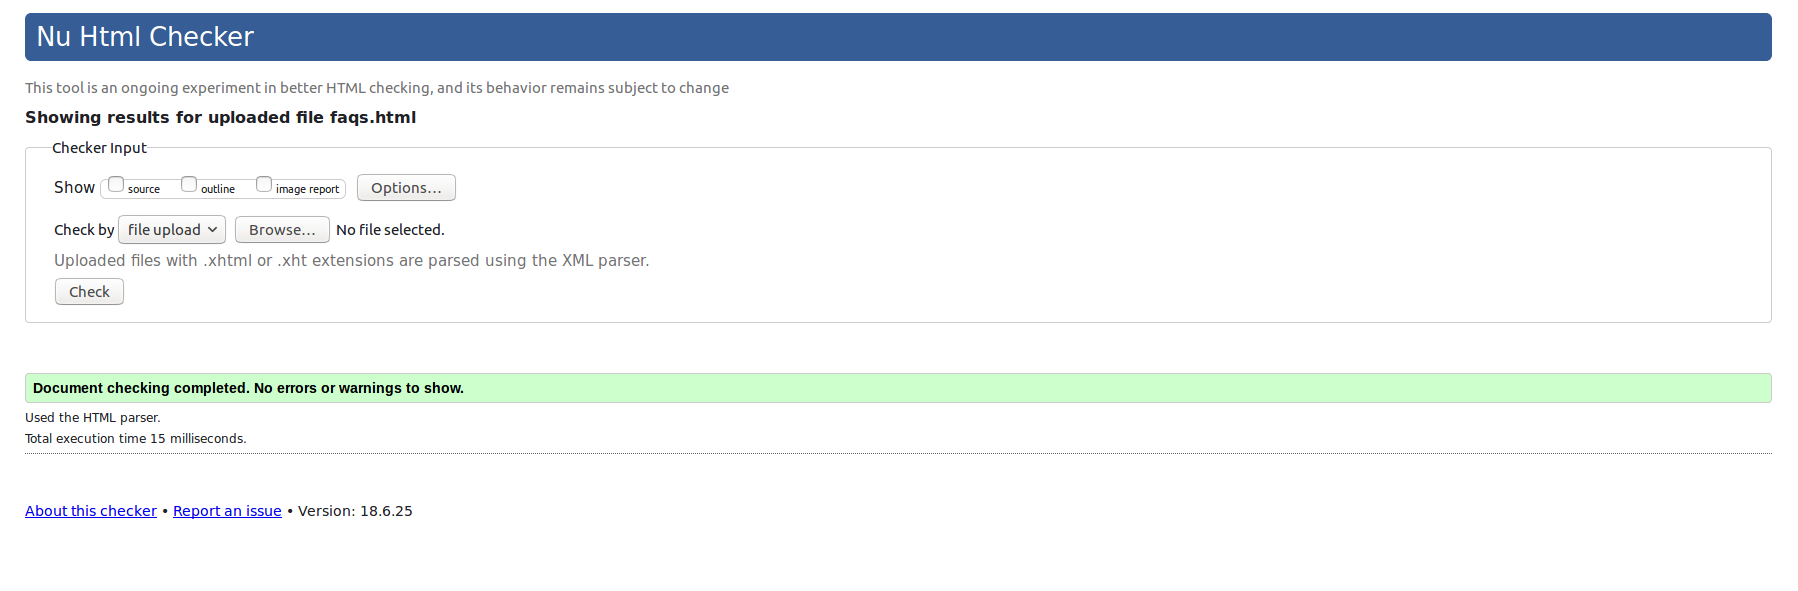 Nu Html Checker
This tool is an ongoing experiment in better HTML checking, and its behavior remains subject to change
Showing results for uploaded file faqs.html
Checker Input
Show source outline image report Options...
Check by file upload Browse... No file selected.
Uploaded files with .xhtml or .xht extensions are parsed using the XML parser.
Check
Document checking completed. No errors or warnings to show.
Used the HTML parser.
Total execution time 15 milliseconds.
About this checker • Report an issue • Version: 18.6.25